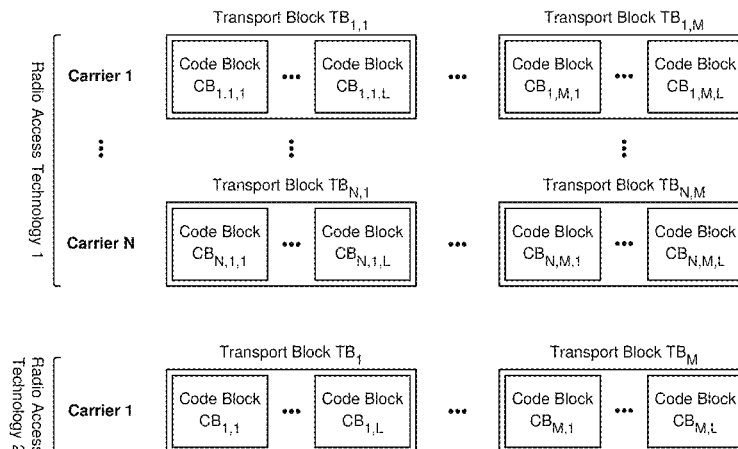 Transport Block TB1,1
Transport Block TB1,M
Radio Access Technology 1
Carrier 1
Code Block CB1,1,1
•••
Code Block CB1,1,L
•••
Code Block CB1,M,1
•••
Code Block CB1,M,L
Transport Block TBN,1
Transport Block TBN,M
Carrier N
Code Block CBN,1,1
•••
Code Block CBN,1,L
•••
Code Block CBN,M,1
•••
Code Block CBN,M,L
Transport Block TB1
Transport Block TBM
Radio Access
Technology 2
Carrier 1
Code Block CB1,1
•••
Code Block CB1,L
•••
Code Block CBM,1
•••
Code Block CBM,L